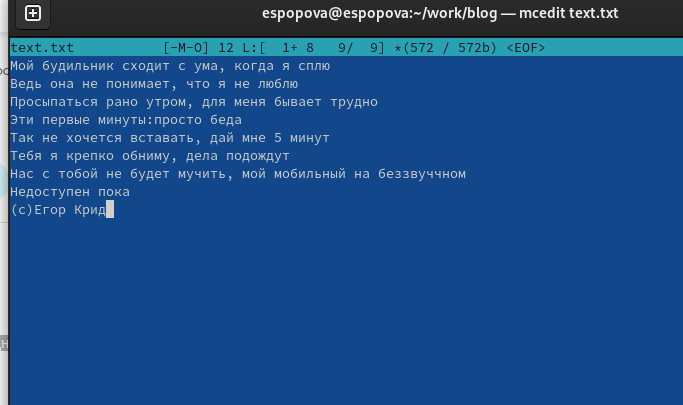 espopova@espopova:~/work/blog — mcedit text.txt
text.txt [-M-O] 12 L:[ 1+ 8 9/ 9] *(572 / 572b) <EOF>
Мой будильник сходит с ума, когда я сплю
Ведь она не понимает, что я не люблю
Просыпаться рано утром, для меня бывает трудно
Эти первые минуты:просто беда
Так не хочется вставать, дай мне 5 минут
Тебя я крепко обниму, дела подождут
Нас с тобой не будет мучить, мой мобильный на беззвуччном
Недоступен пока
(с)Егор Крид